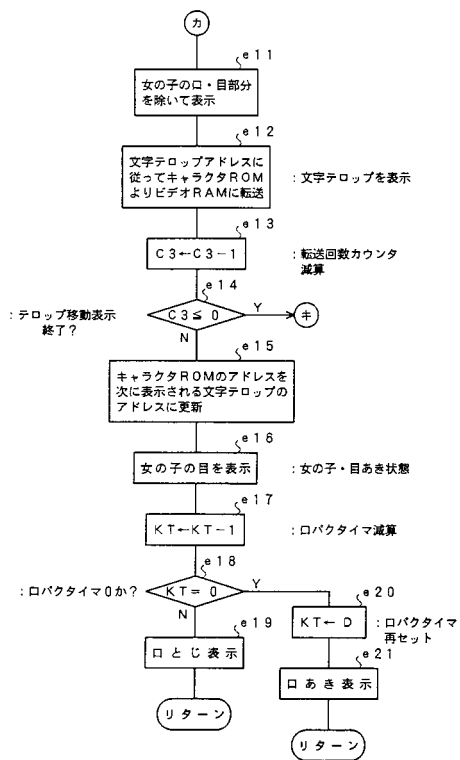 カ
e11
女の子の口・目部分
を除いて表示
e12
文字テロップアドレスに
従ってキャラクタROM
よりビデオRAMに転送
：文字テロップを表示
e13
C3←C3−1
：転送回数カウンタ
減算
e14
：テロップ移動表示
終了？
C3≦0
Y
キ
N
e15
キャラクタROMのアドレスを
次に表示される文字テロップの
アドレスに更新
e16
女の子の目を表示
：女の子・目あき状態
e17
KT←KT−1
：口パクタイマ減算
e18
：口パクタイマ0か？
KT＝0
Y
N
e19
口とじ表示
リターン
e20
KT←D
：口パクタイマ
再セット
e21
口あき表示
リターン